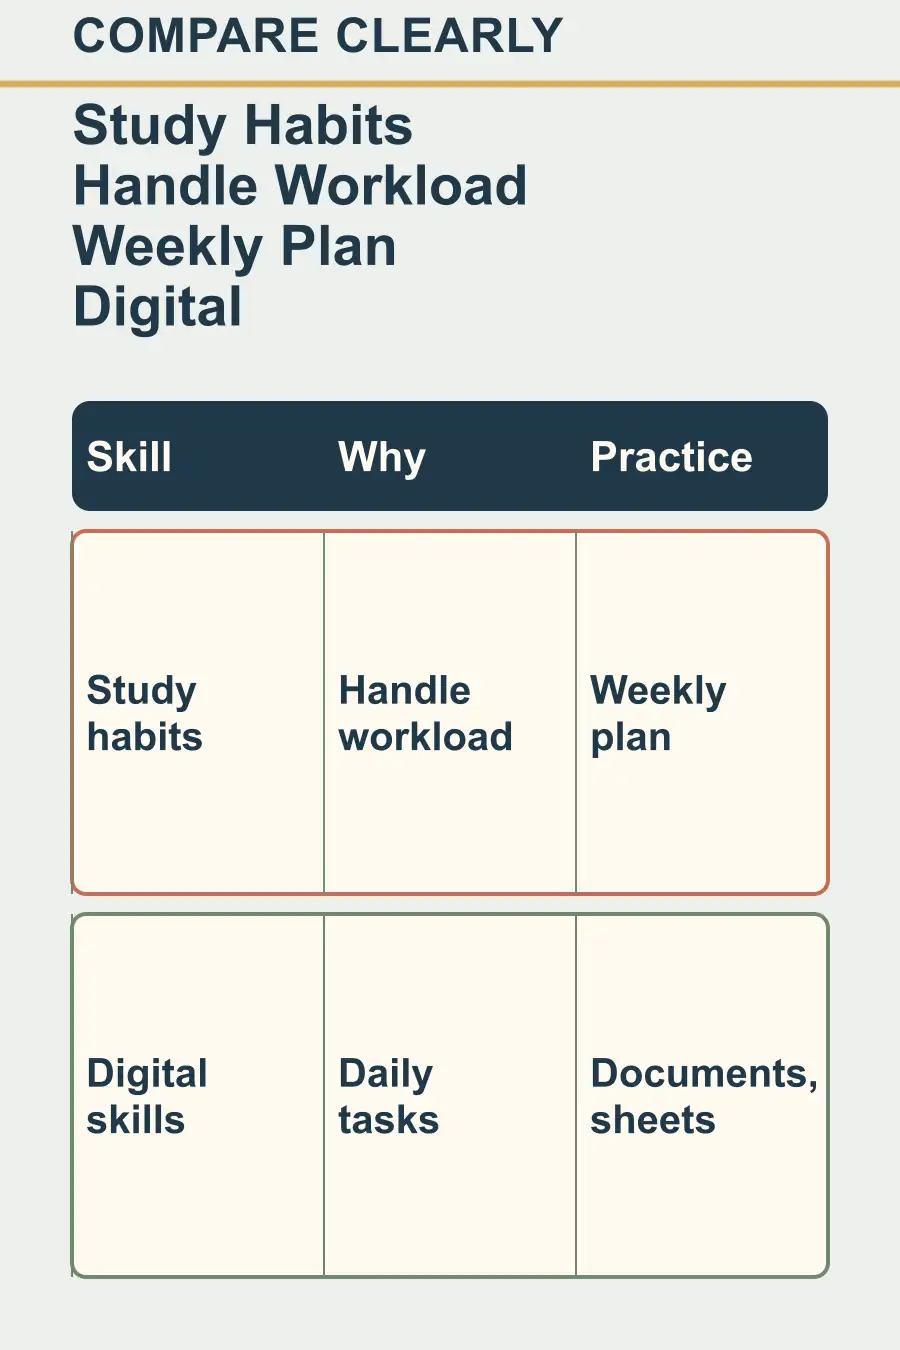 COMPARE CLEARLY
Study Habits
Handle Workload
Weekly Plan
Digital
Skill Why Practice
Study habits Handle workload Weekly plan
Digital skills Daily tasks Documents, sheets